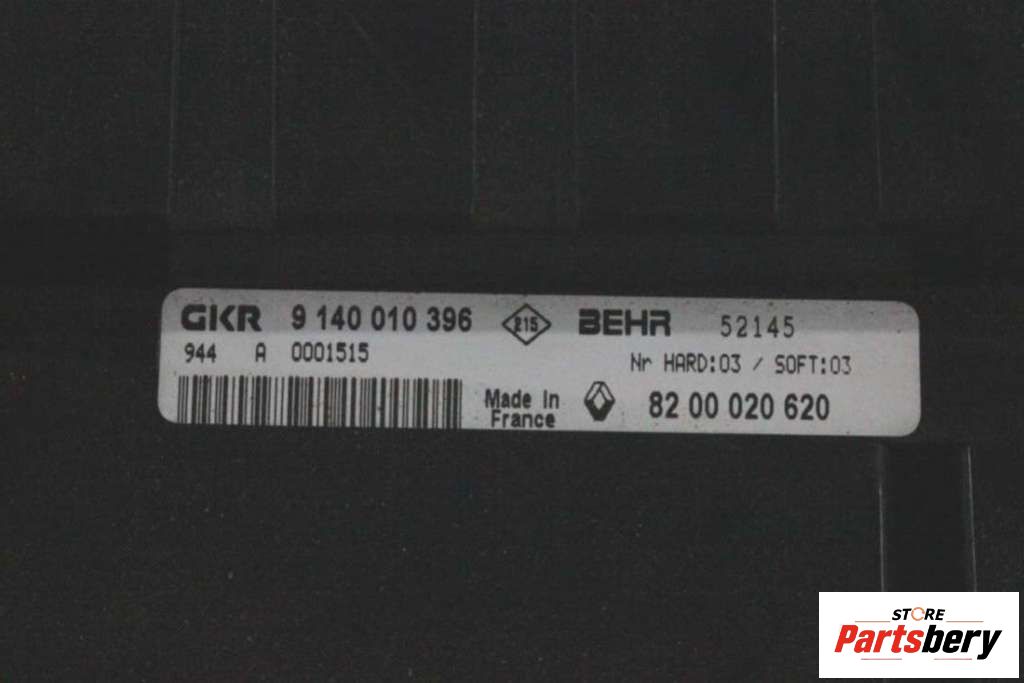 GKR 9 140 010 396 215 BEHR 52145
944 A 0001515 Nr HARD:03 / SOFT:03
Made In
France
82 00 020 620
STORE
Partsbery